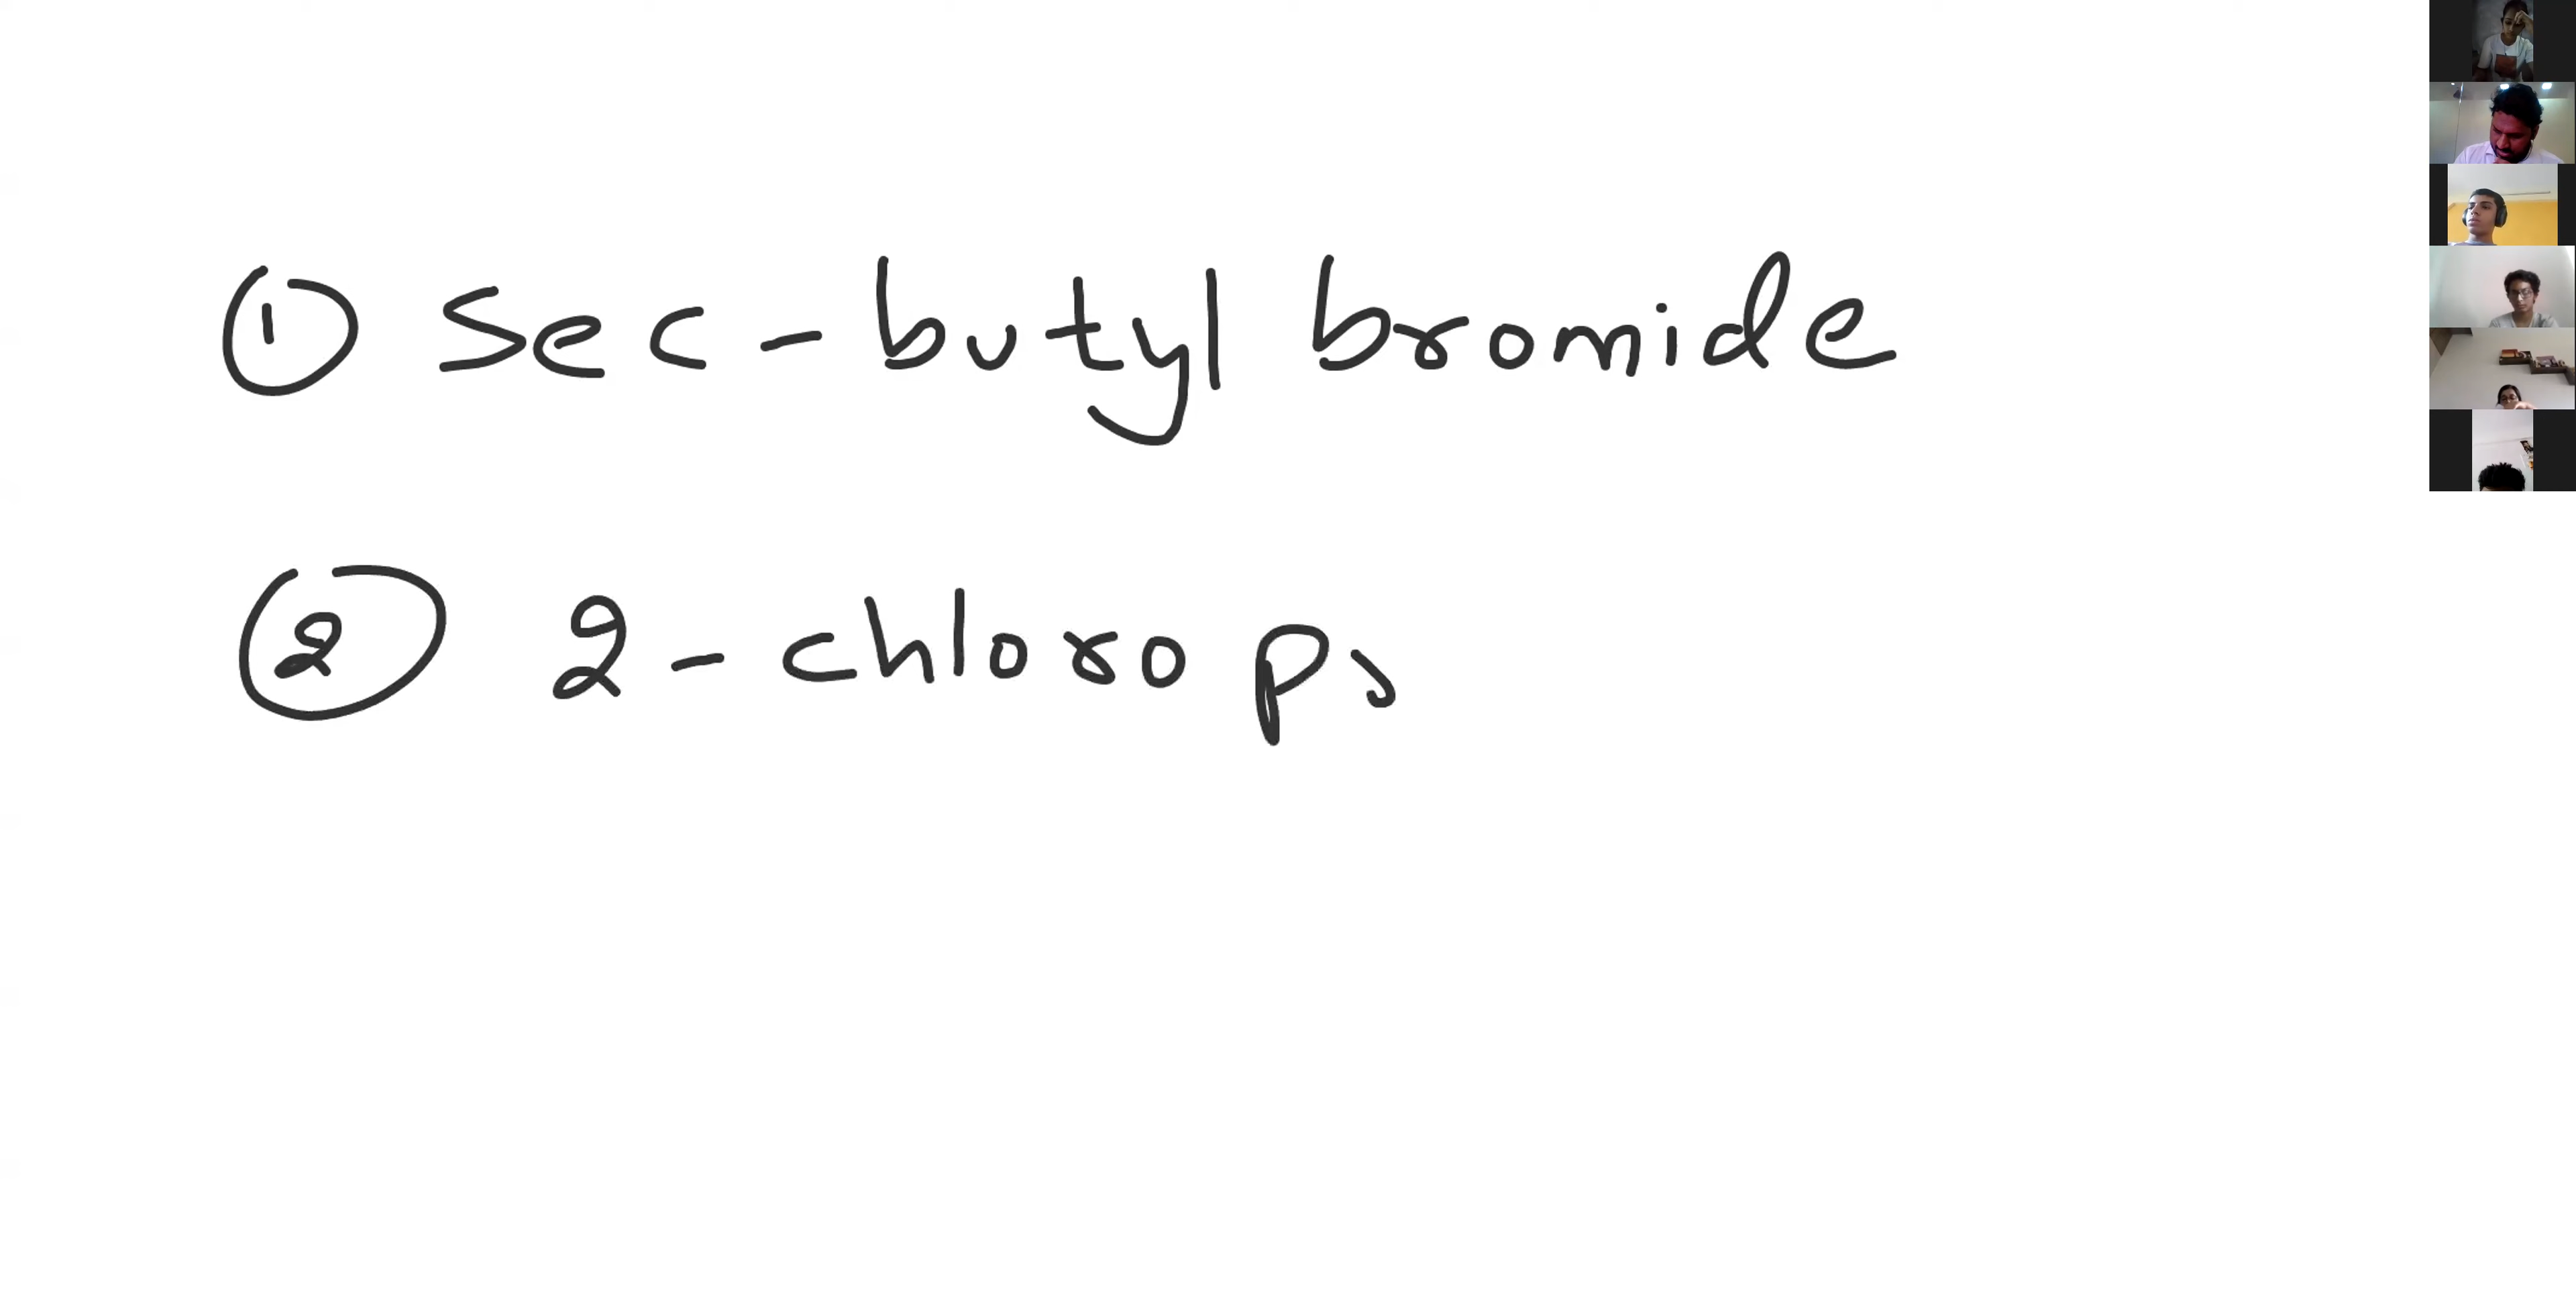 ① sec-butyl bromide
② 2-chloro